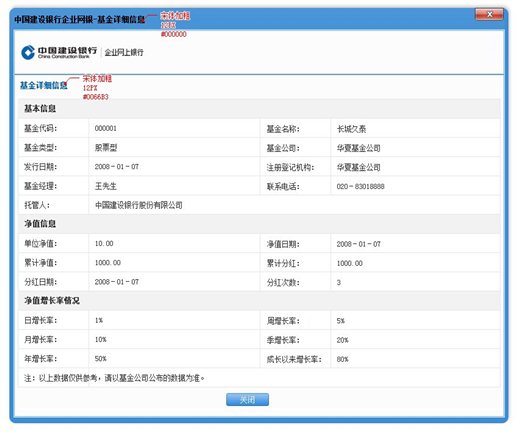 中国建设银行企业网银-基金详细信息
宋体加粗
12PX
#000000
X
中国建设银行 企业网上银行
China Construction Bank
基金详细信息
宋体加粗
12PX
#0066B3
基本信息
基金代码: 000001 基金名称: 长城久泰
基金类型: 股票型 基金公司: 华夏基金公司
发行日期: 2008-01-07 注册登记机构: 华夏基金公司
基金经理: 王先生 联系电话: 020-83018888
托管人: 中国建设银行股份有限公司
净值信息
单位净值: 10.00 净值日期: 2008-01-07
累计净值: 1000.00 累计分红: 1000.00
分红日期: 2008-01-07 分红次数: 3
净值增长率情况
日增长率: 1% 周增长率: 5%
月增长率: 10% 季增长率: 20%
年增长率: 50% 成长以来增长率: 80%
注: 以上数据仅供参考，请以基金公司公布的数据为准。
关闭